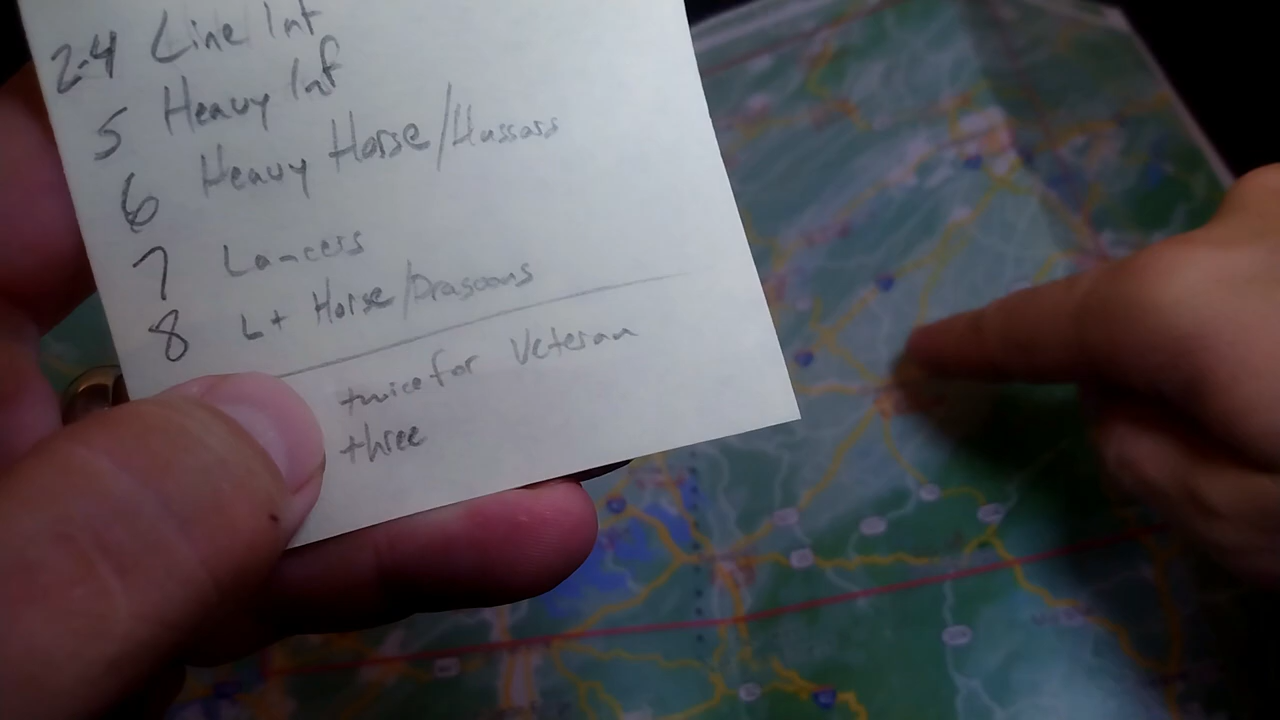 2-4 Line Inf
5 Heavy Inf
6 Heavy Horse/Hussars
7 Lancers
8 Lt Horse/Dragoons
twice for Veteran
three